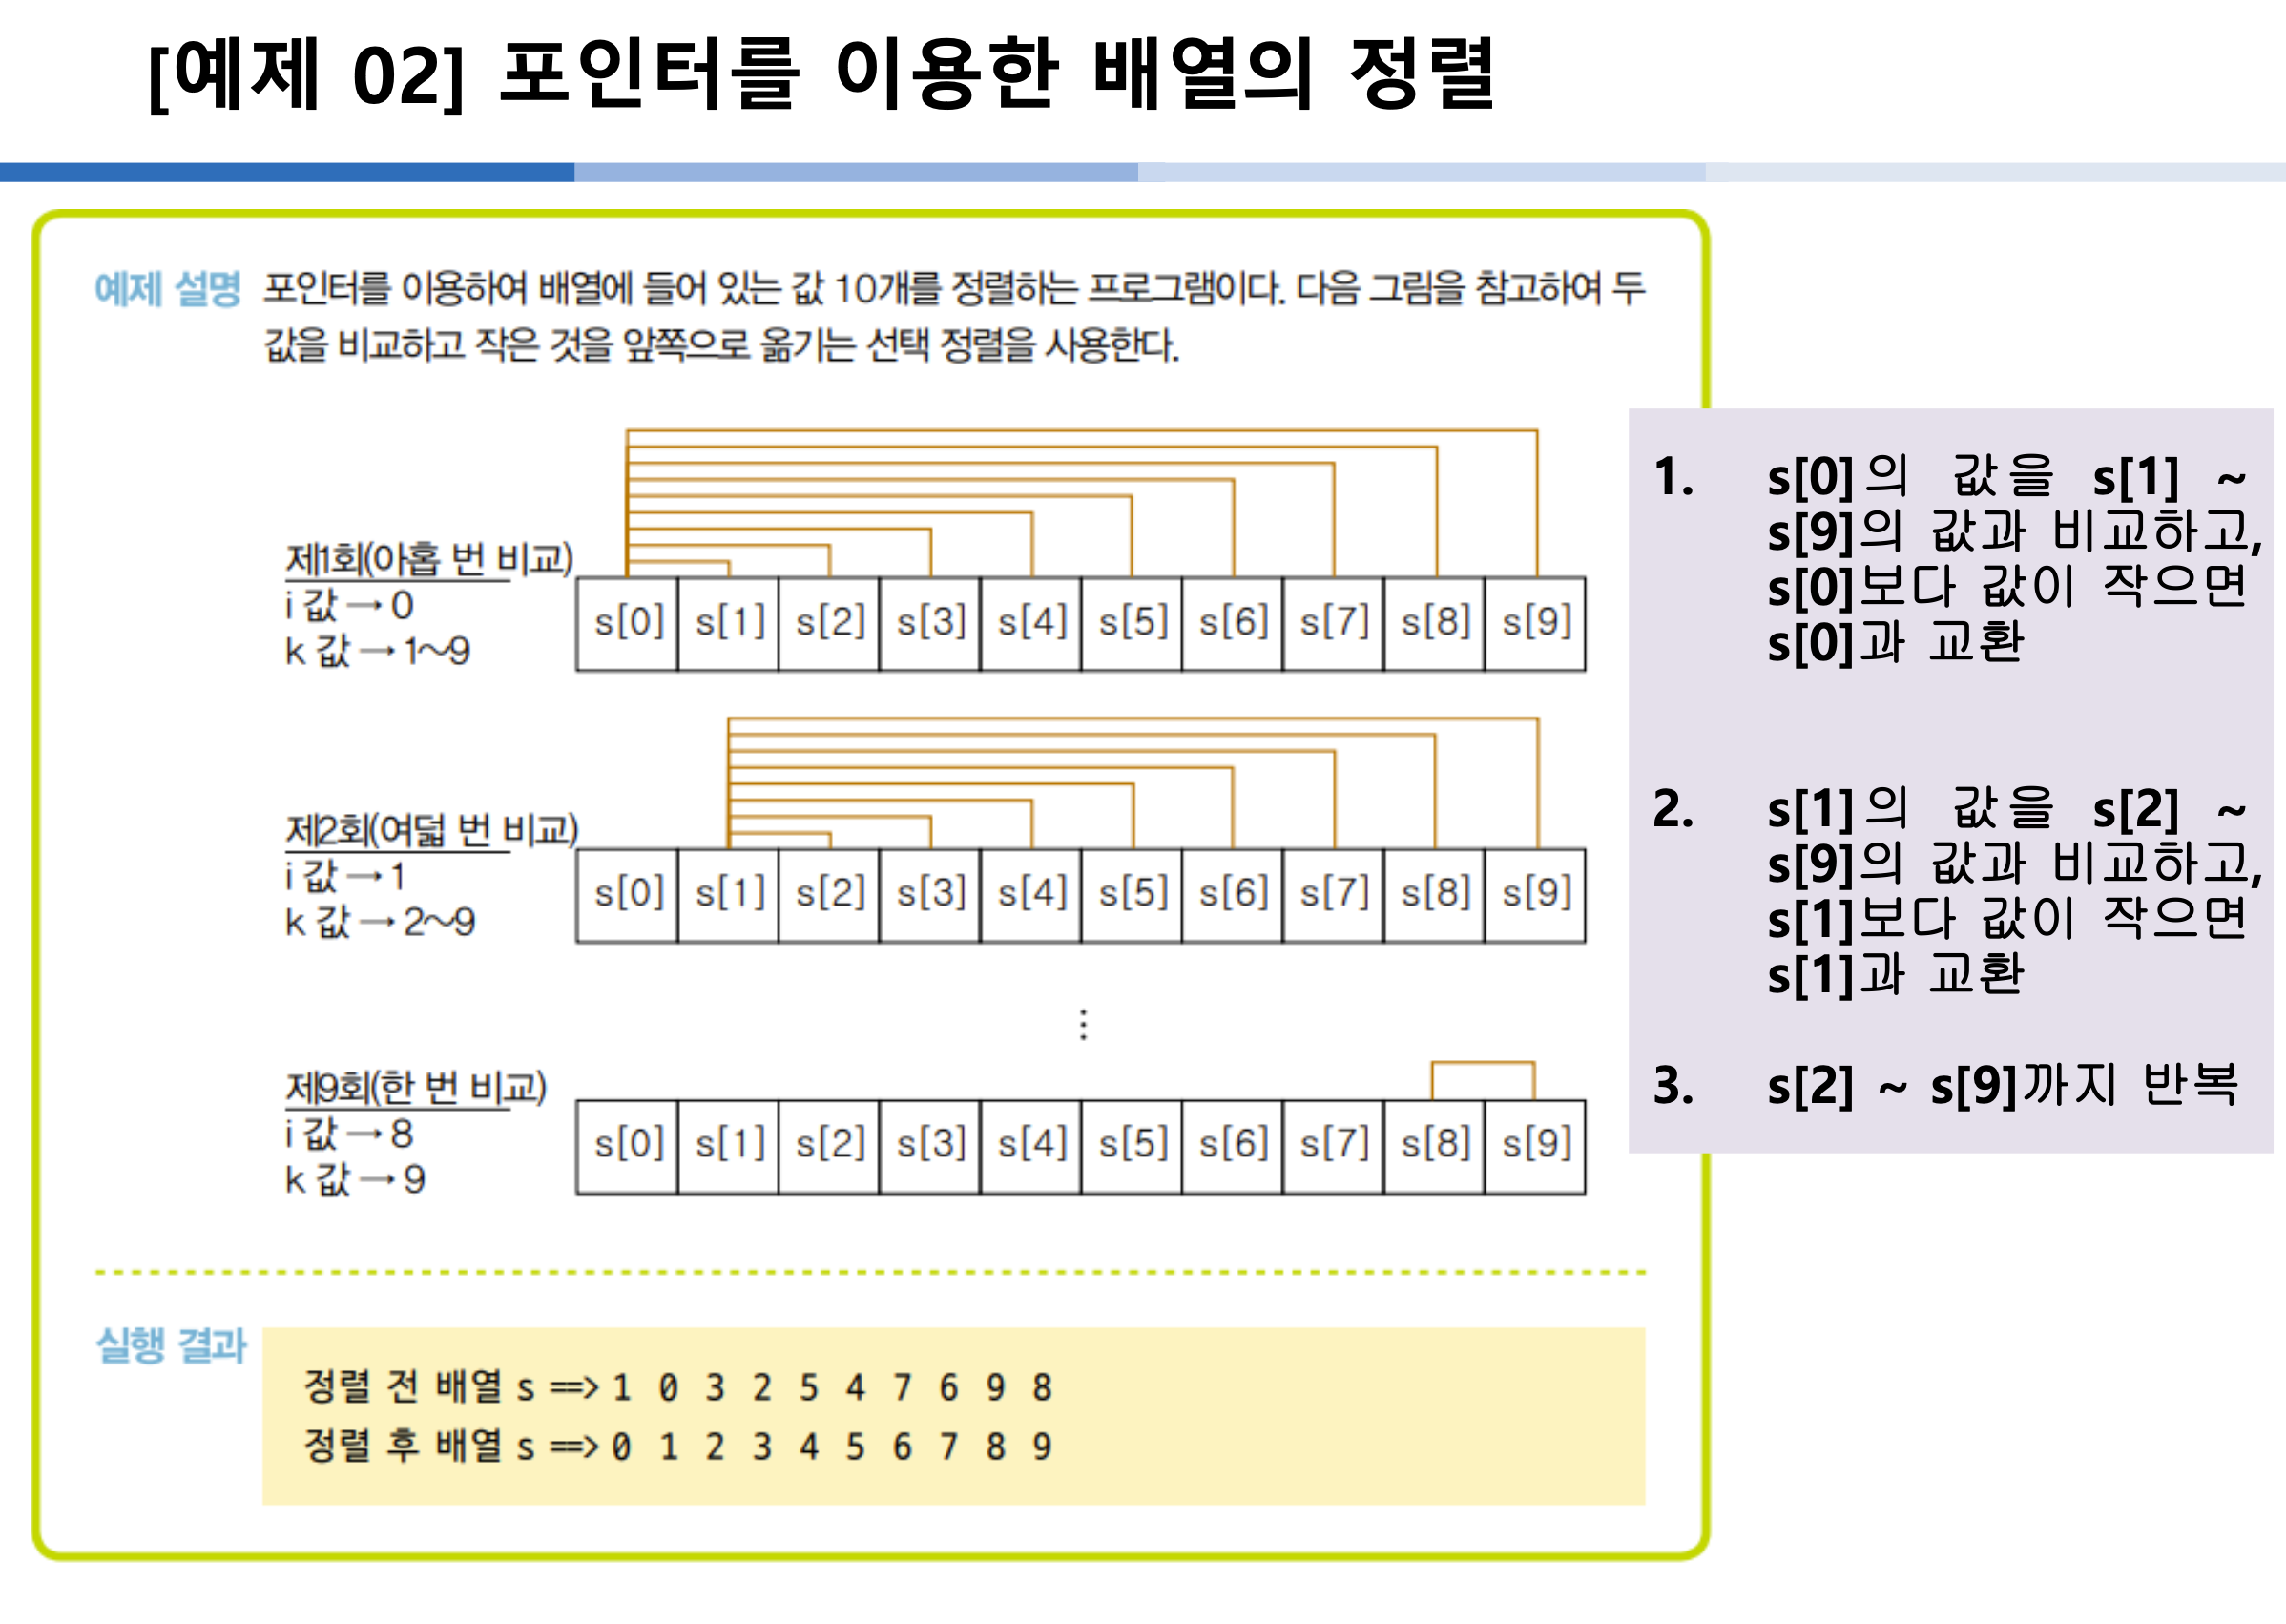 [예제 02] 포인터를 이용한 배열의 정렬
예제 설명 포인터를 이용하여 배열에 들어 있는 값 10개를 정렬하는 프로그램이다. 다음 그림을 참고하여 두
값을 비교하고 작은 것을 앞쪽으로 옮기는 선택 정렬을 사용한다.
제1회(아홉 번 비교)
i 값 → 0
k 값 → 1~9
s[0] s[1] s[2] s[3] s[4] s[5] s[6] s[7] s[8] s[9]
제2회(여덟 번 비교)
i 값 → 1
k 값 → 2~9
s[0] s[1] s[2] s[3] s[4] s[5] s[6] s[7] s[8] s[9]
⋮
제9회(한 번 비교)
i 값 → 8
k 값 → 9
s[0] s[1] s[2] s[3] s[4] s[5] s[6] s[7] s[8] s[9]
1. s[0]의 값을 s[1] ~
s[9]의 값과 비교하고,
s[0]보다 값이 작으면
s[0]과 교환
2. s[1]의 값을 s[2] ~
s[9]의 값과 비교하고,
s[1]보다 값이 작으면
s[1]과 교환
3. s[2] ~ s[9]까지 반복
실행 결과
정렬 전 배열 s ==> 1 0 3 2 5 4 7 6 9 8
정렬 후 배열 s ==> 0 1 2 3 4 5 6 7 8 9